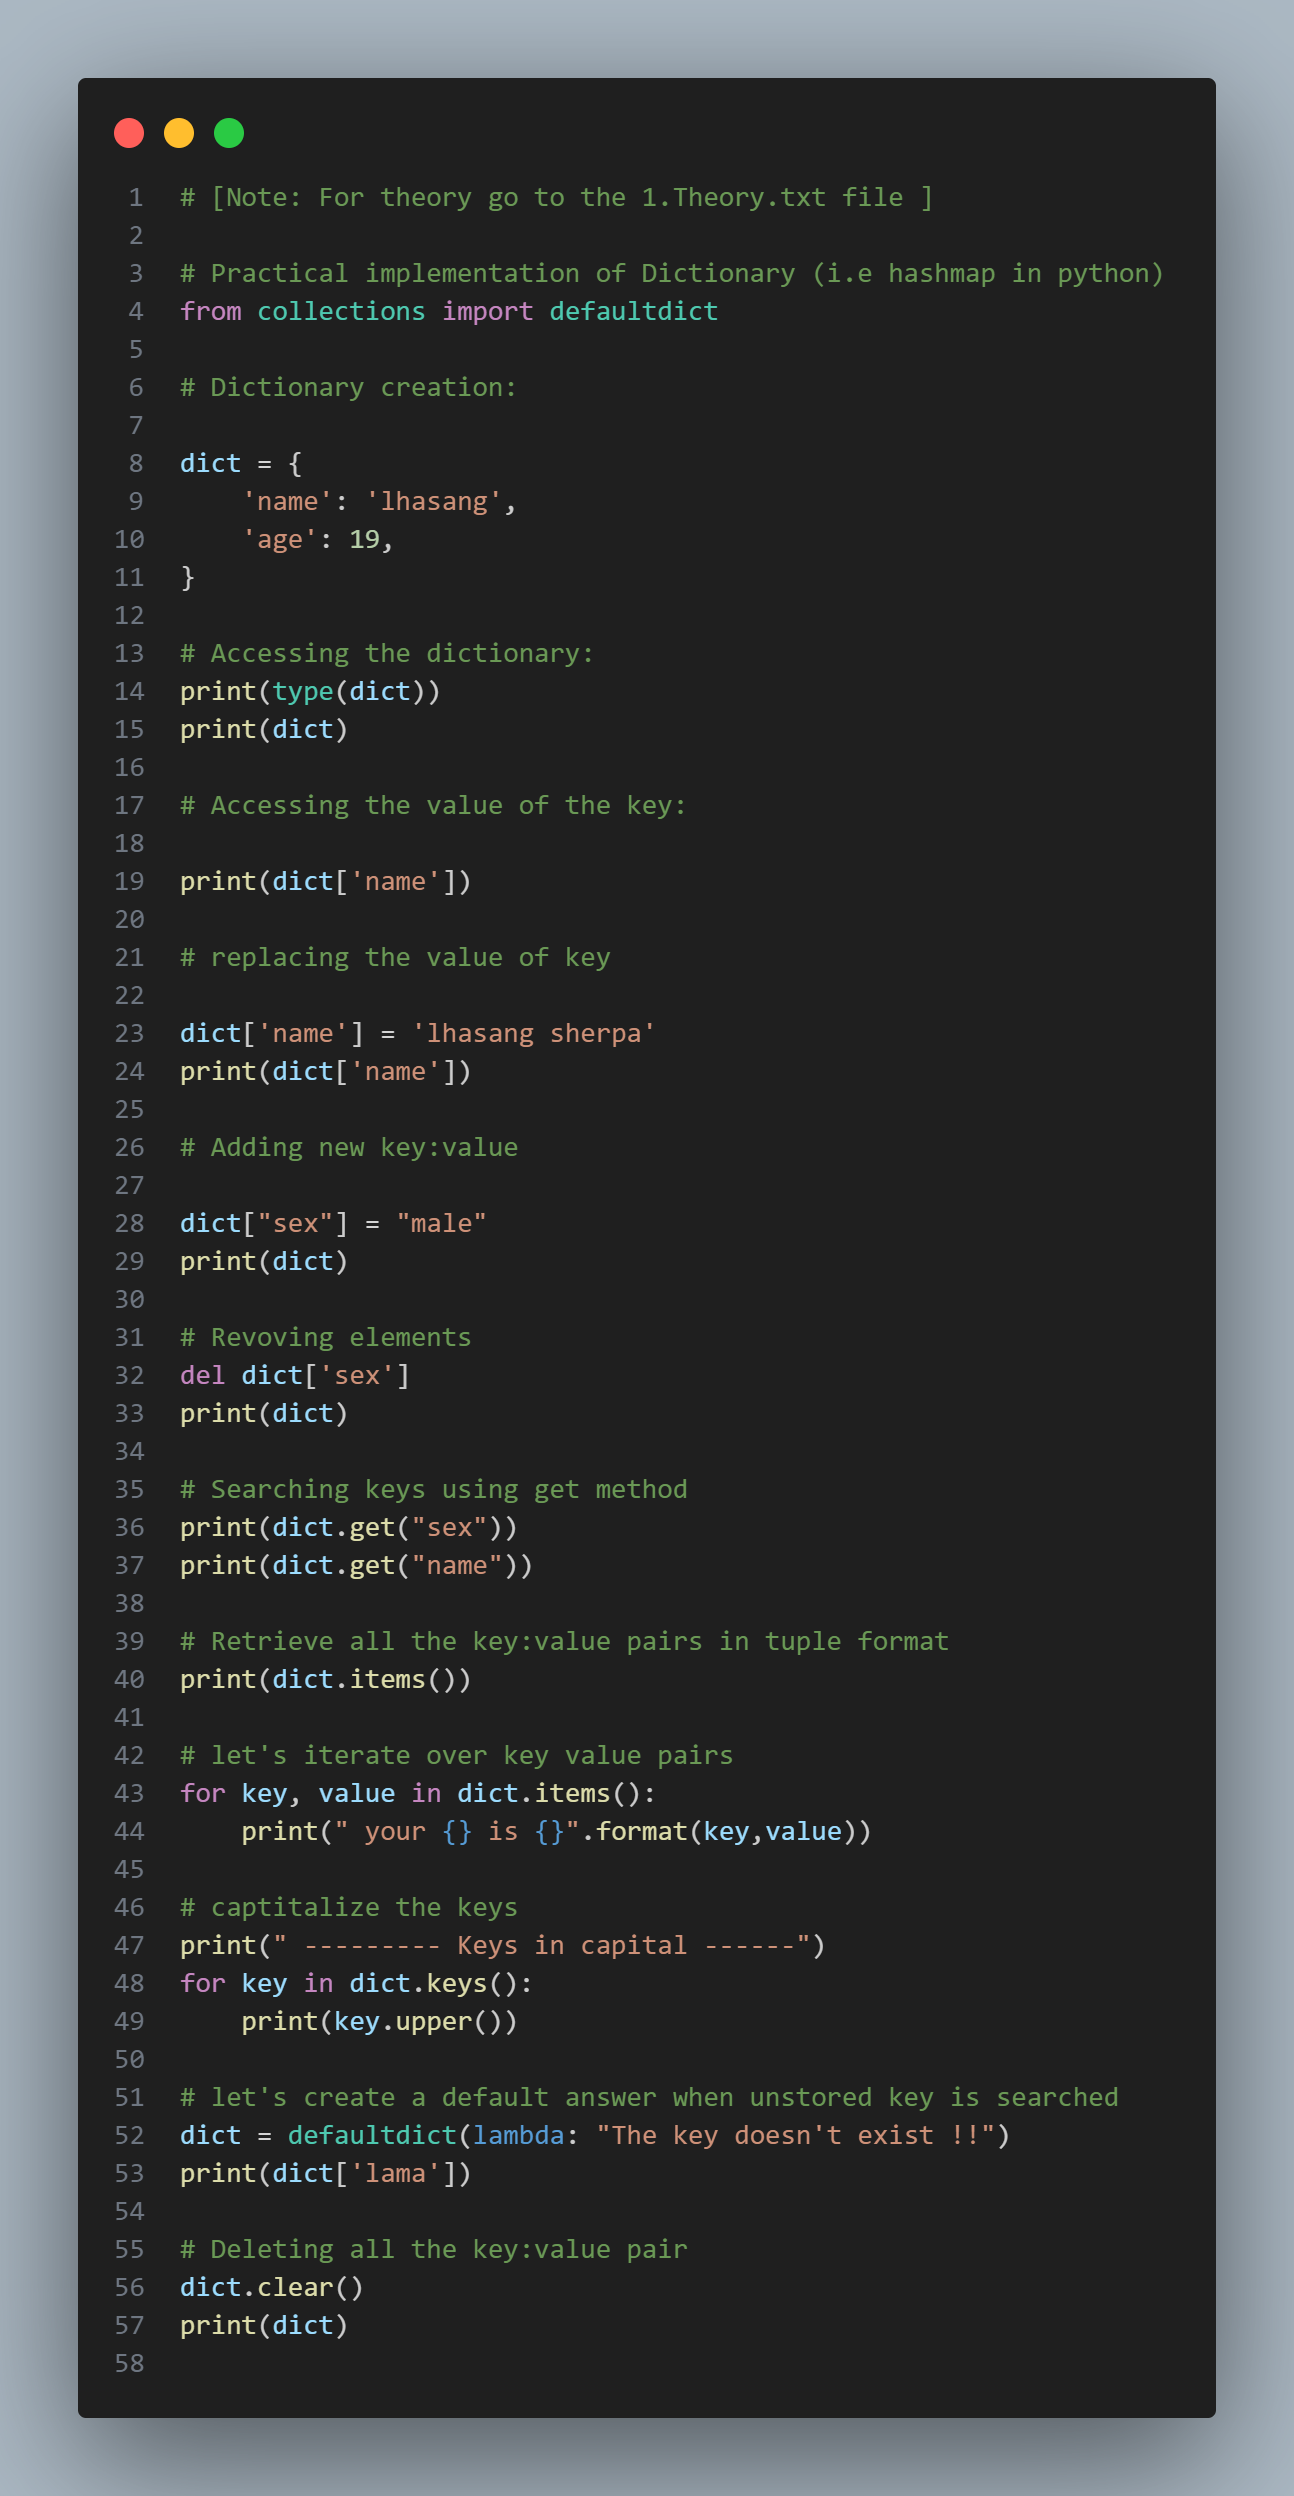 1 # [Note: For theory go to the 1.Theory.txt file ]
2
3 # Practical implementation of Dictionary (i.e hashmap in python)
4 from collections import defaultdict
5
6 # Dictionary creation:
7
8 dict = {
9     'name': 'lhasang',
10     'age': 19,
11 }
12
13 # Accessing the dictionary:
14 print(type(dict))
15 print(dict)
16
17 # Accessing the value of the key:
18
19 print(dict['name'])
20
21 # replacing the value of key
22
23 dict['name'] = 'lhasang sherpa'
24 print(dict['name'])
25
26 # Adding new key:value
27
28 dict["sex"] = "male"
29 print(dict)
30
31 # Revoving elements
32 del dict['sex']
33 print(dict)
34
35 # Searching keys using get method
36 print(dict.get("sex"))
37 print(dict.get("name"))
38
39 # Retrieve all the key:value pairs in tuple format
40 print(dict.items())
41
42 # let's iterate over key value pairs
43 for key, value in dict.items():
44     print(" your {} is {}".format(key,value))
45
46 # captitalize the keys
47 print(" --------- Keys in capital ------")
48 for key in dict.keys():
49     print(key.upper())
50
51 # let's create a default answer when unstored key is searched
52 dict = defaultdict(lambda: "The key doesn't exist !!")
53 print(dict['lama'])
54
55 # Deleting all the key:value pair
56 dict.clear()
57 print(dict)
58